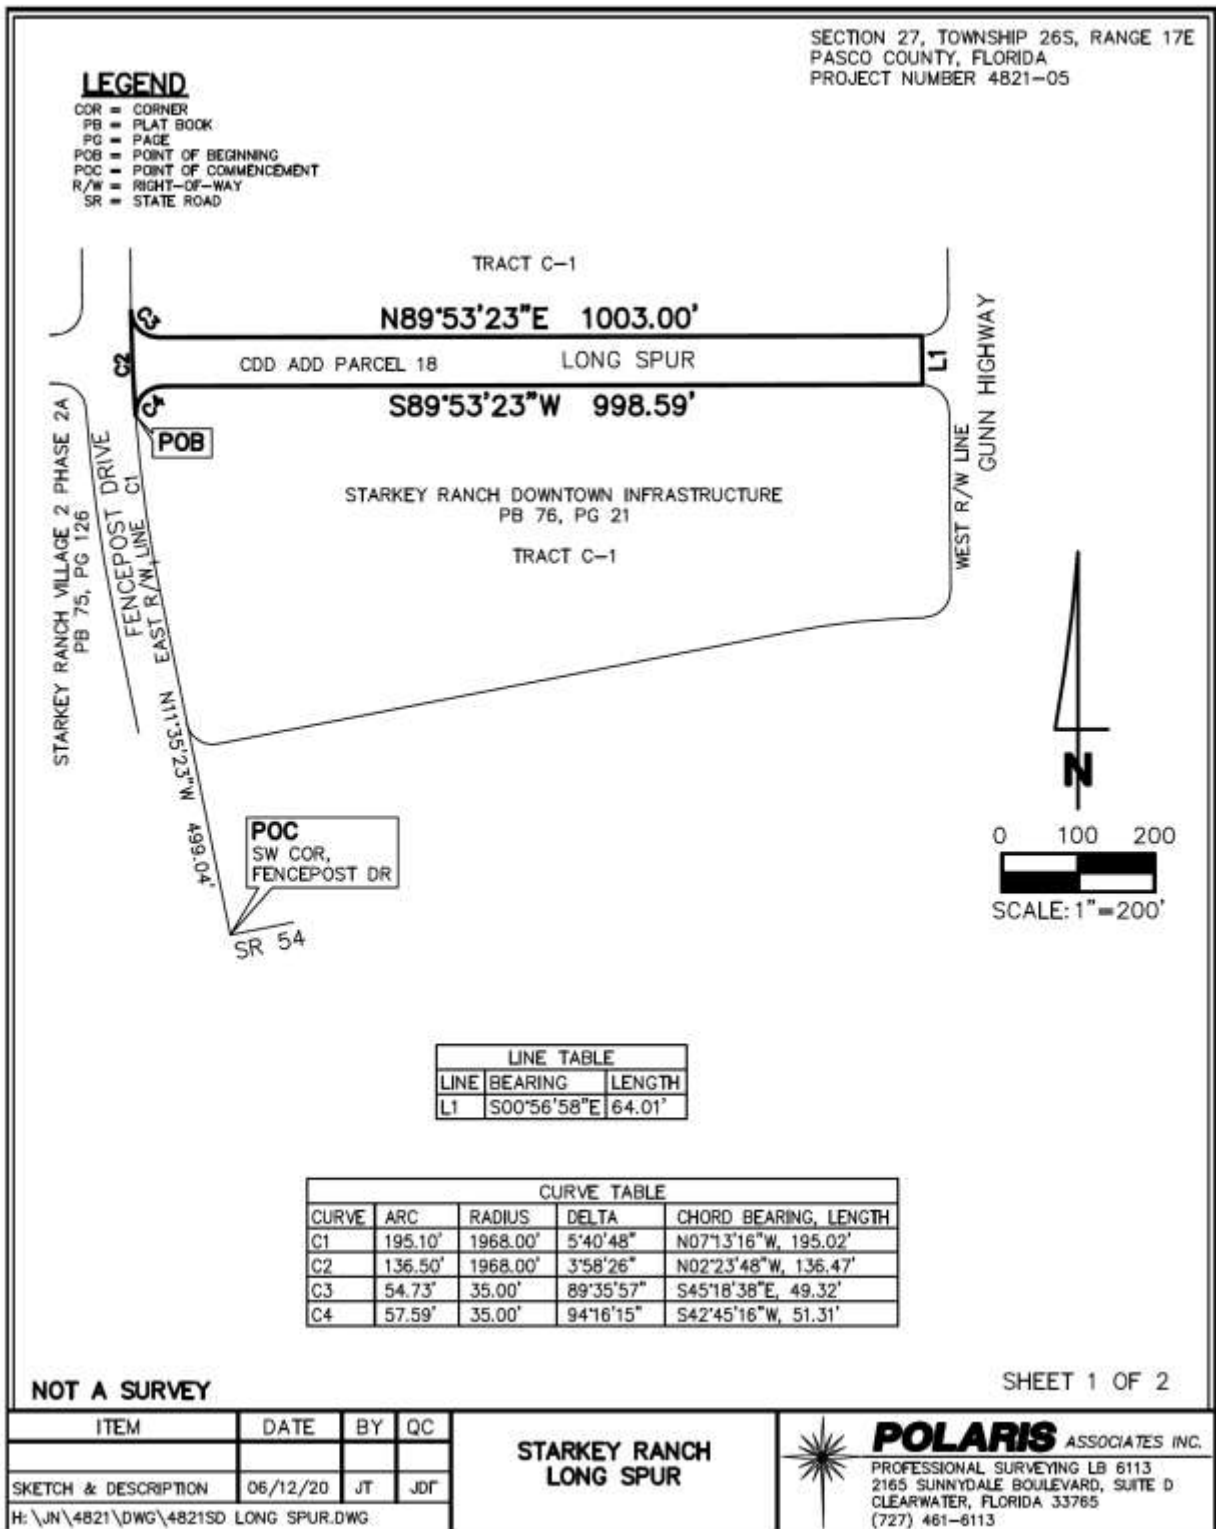 SECTION 27, TOWNSHIP 26S, RANGE 17E
PASCO COUNTY, FLORIDA
PROJECT NUMBER 4821-05
LEGEND
COR = CORNER
PB = PLAT BOOK
PG = PAGE
POB = POINT OF BEGINNING
POC = POINT OF COMMENCEMENT
R/W = RIGHT-OF-WAY
SR = STATE ROAD
TRACT C-1
C3
N89°53'23"E 1003.00'
C2
CDD ADD PARCEL 18
LONG SPUR
L1
GUNN HIGHWAY
C4
S89°53'23"W 998.59'
POB
STARKEY RANCH VILLAGE 2 PHASE 2A
PB 75, PG 126
FENCEPOST DRIVE
EAST R/W LINE C1
STARKEY RANCH DOWNTOWN INFRASTRUCTURE
PB 76, PG 21
TRACT C-1
WEST R/W LINE
N11°35'23"W 499.04'
N
POC
SW COR,
FENCEPOST DR
SR 54
0 100 200
SCALE: 1"=200'
LINE TABLE
LINE BEARING LENGTH
L1 S00°56'58"E 64.01'
CURVE TABLE
CURVE ARC RADIUS DELTA CHORD BEARING, LENGTH
C1 195.10' 1968.00' 5°40'48" N07°13'16"W, 195.02'
C2 136.50' 1968.00' 3°58'26" N02°23'48"W, 136.47'
C3 54.73' 35.00' 89°35'57" S45°18'38"E, 49.32'
C4 57.59' 35.00' 94°16'15" S42°45'16"W, 51.31'
NOT A SURVEY
SHEET 1 OF 2
ITEM DATE BY QC
SKETCH & DESCRIPTION 06/12/20 JT JDF
H:\JN\4821\DWG\4821SD LONG SPUR.DWG
STARKEY RANCH
LONG SPUR
POLARIS ASSOCIATES INC.
PROFESSIONAL SURVEYING LB 6113
2165 SUNNYDALE BOULEVARD, SUITE D
CLEARWATER, FLORIDA 33765
(727) 461-6113